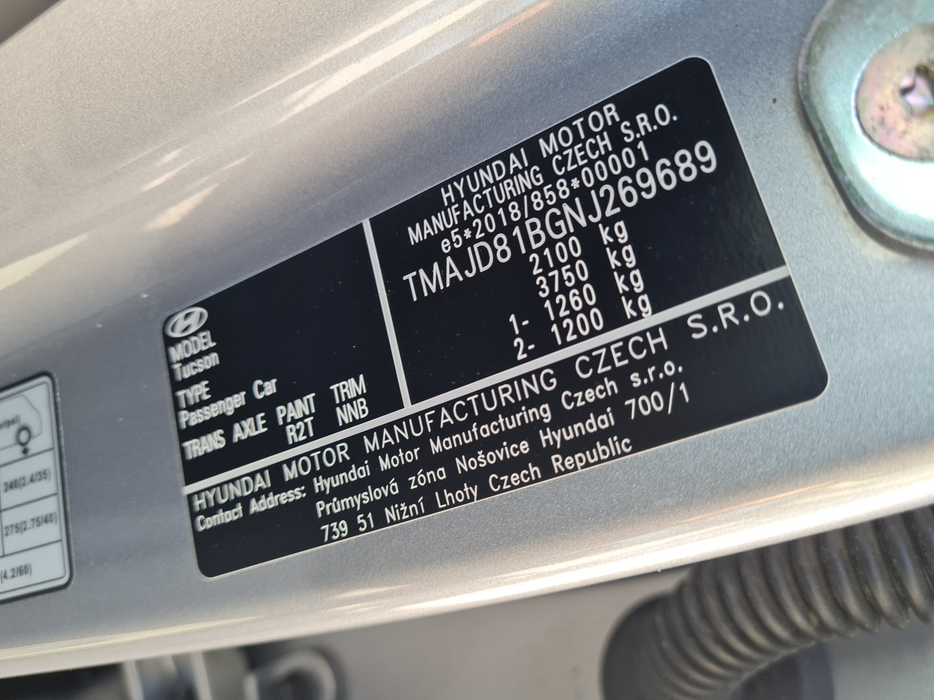 HYUNDAI MOTOR
MANUFACTURING CZECH S.R.O.
e5*2018/858*00001
TMAJD81BGNJ269689
2100 kg
3750 kg
1- 1260 kg
2- 1200 kg
MODEL
Tucson
TYPE
Passenger Car
TRANS AXLE PAINT TRIM
R2T NNB
HYUNDAI MOTOR MANUFACTURING CZECH S.R.O.
Contact Address: Hyundai Motor Manufacturing Czech s.r.o.
Průmyslová zóna Nošovice Hyundai 700/1
739 51 Nižní Lhoty Czech Republic
240(2.4/35)
275(2.75/40)
(4.2/60)